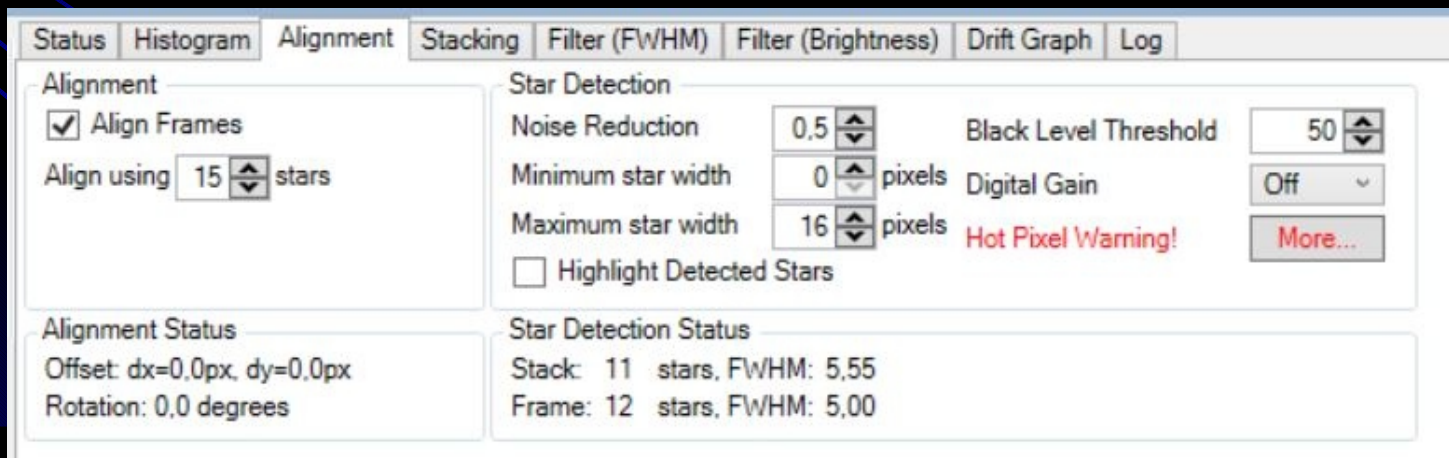 Status Histogram Alignment Stacking Filter (FWHM) Filter (Brightness) Drift Graph Log
Alignment
Align Frames
Align using 15 stars
Star Detection
Noise Reduction 0,5
Minimum star width 0 pixels
Maximum star width 16 pixels
Highlight Detected Stars
Black Level Threshold 50
Digital Gain Off
Hot Pixel Warning! More...
Alignment Status
Offset: dx=0,0px, dy=0,0px
Rotation: 0,0 degrees
Star Detection Status
Stack: 11 stars, FWHM: 5,55
Frame: 12 stars, FWHM: 5,00